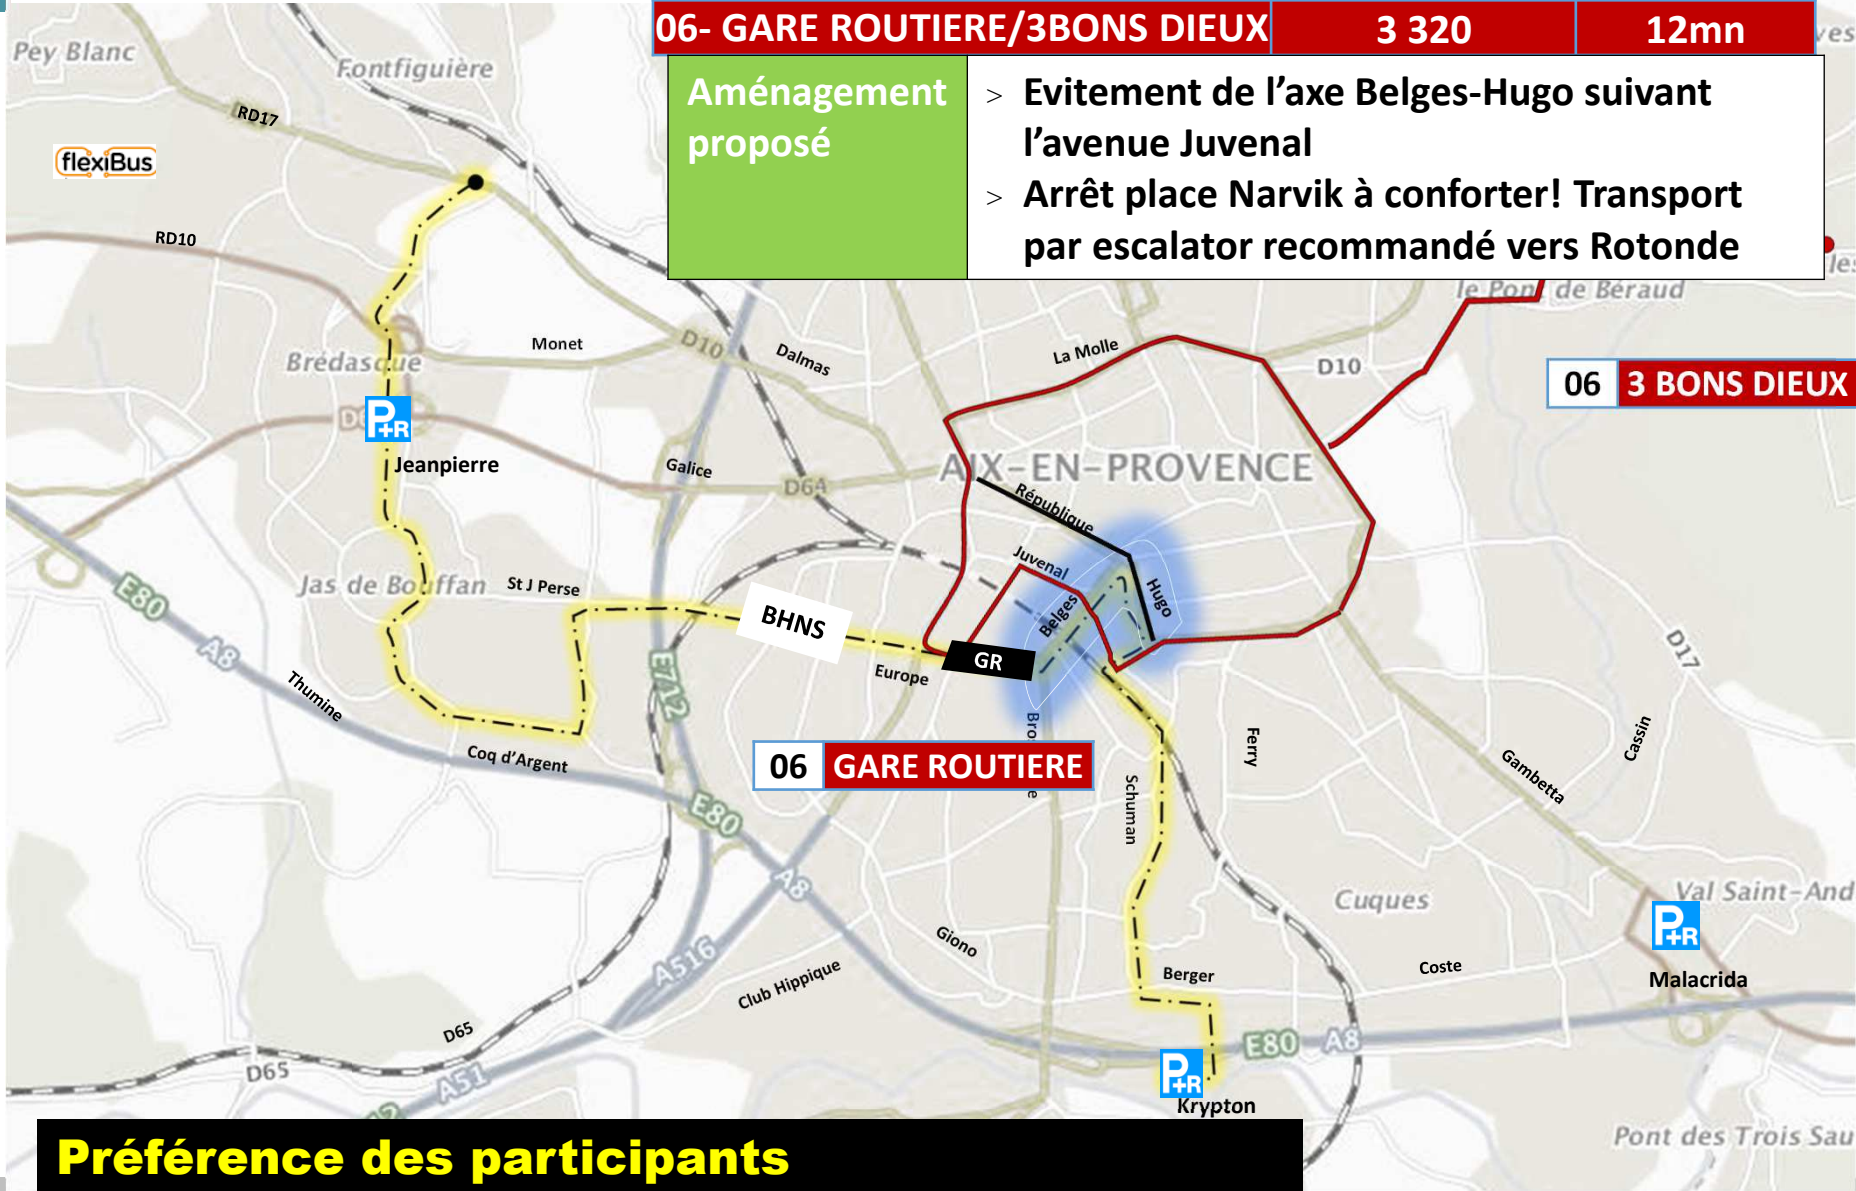 06- GARE ROUTIERE/3BONS DIEUX 3 320 12mn
Aménagement
proposé
> Evitement de l’axe Belges-Hugo suivant
l’avenue Juvenal
> Arrêt place Narvik à conforter! Transport
par escalator recommandé vers Rotonde
Pey Blanc
Fontfiguière
RD17
flexiBus
RD10
le Pont de Béraud
Monet
D10
Dalmas
La Molle
D10
Brédasque
06 3 BONS DIEUX
P+R
Jeanpierre
Galice
D64
AIX-EN-PROVENCE
République
Juvenal
Jas de Bouffan
St J Perse
E80
Belges
Hugo
BHNS
GR
Europe
A8
E712
D17
Thumine
Coq d’Argent
06 GARE ROUTIERE
Ferry
Schuman
Gambetta
Cassin
E80
A8
Cuques
Val Saint-And
P+R
Malacrida
Giono
A516
Club Hippique
Berger
Coste
D65
D65
E80
A8
A51
P+R
Krypton
Pont des Trois Sau
Préférence des participants